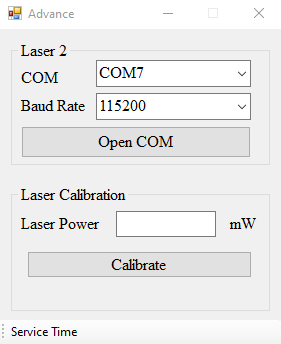 Advance
Laser 2
COM COM7
Baud Rate 115200
Open COM
Laser Calibration
Laser Power mW
Calibrate
Service Time